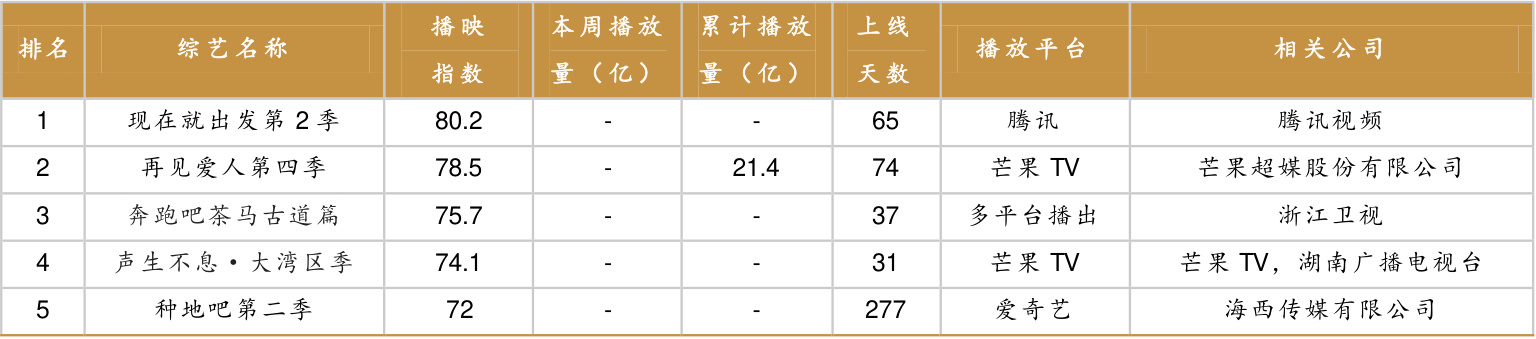 排名 综艺名称 播映指数 本周播放量（亿） 累计播放量（亿） 上线天数 播放平台 相关公司
1 现在就出发第 2 季 80.2 - - 65 腾讯 腾讯视频
2 再见爱人第四季 78.5 - 21.4 74 芒果 TV 芒果超媒股份有限公司
3 奔跑吧茶马古道篇 75.7 - - 37 多平台播出 浙江卫视
4 声生不息·大湾区季 74.1 - - 31 芒果 TV 芒果 TV，湖南广播电视台
5 种地吧第二季 72 - - 277 爱奇艺 海西传媒有限公司